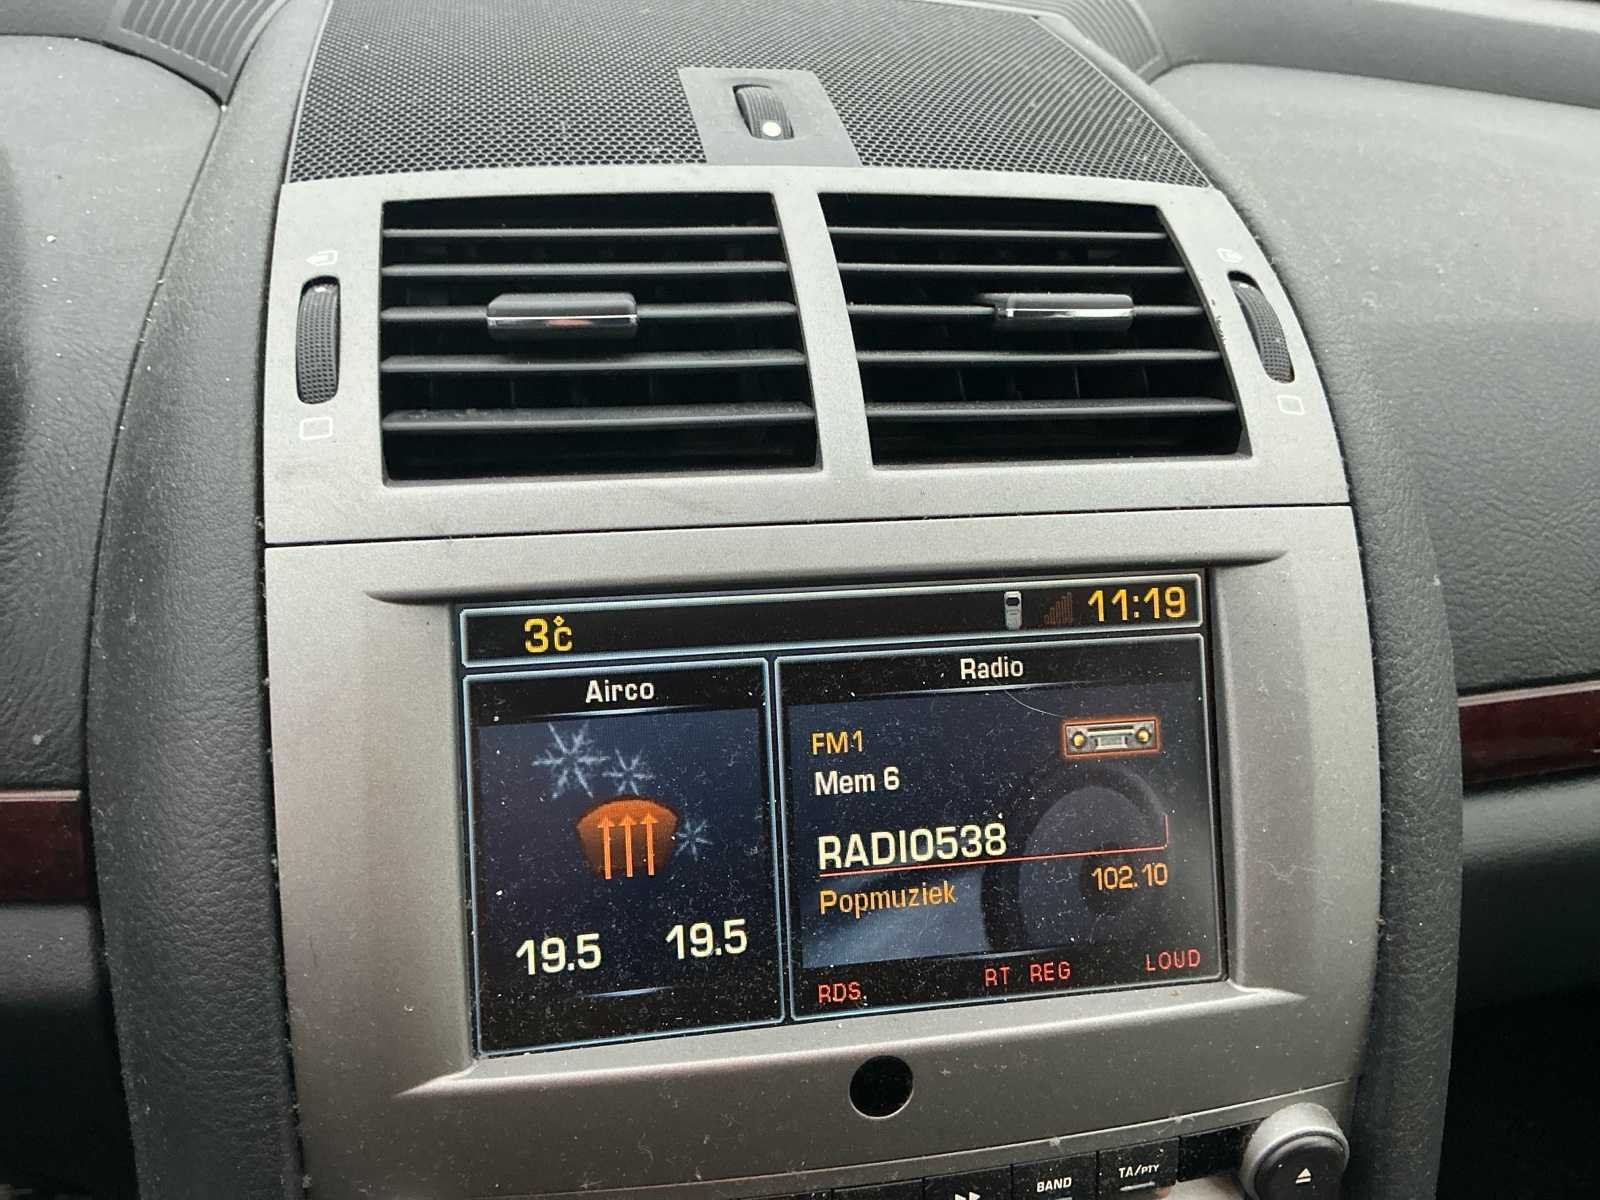 3°C
11:19
Airco
19.5 19.5
Radio
FM1
Mem 6
RADIO538
Popmuziek 102.10
RDS RT REG LOUD
BAND
TA/PTY